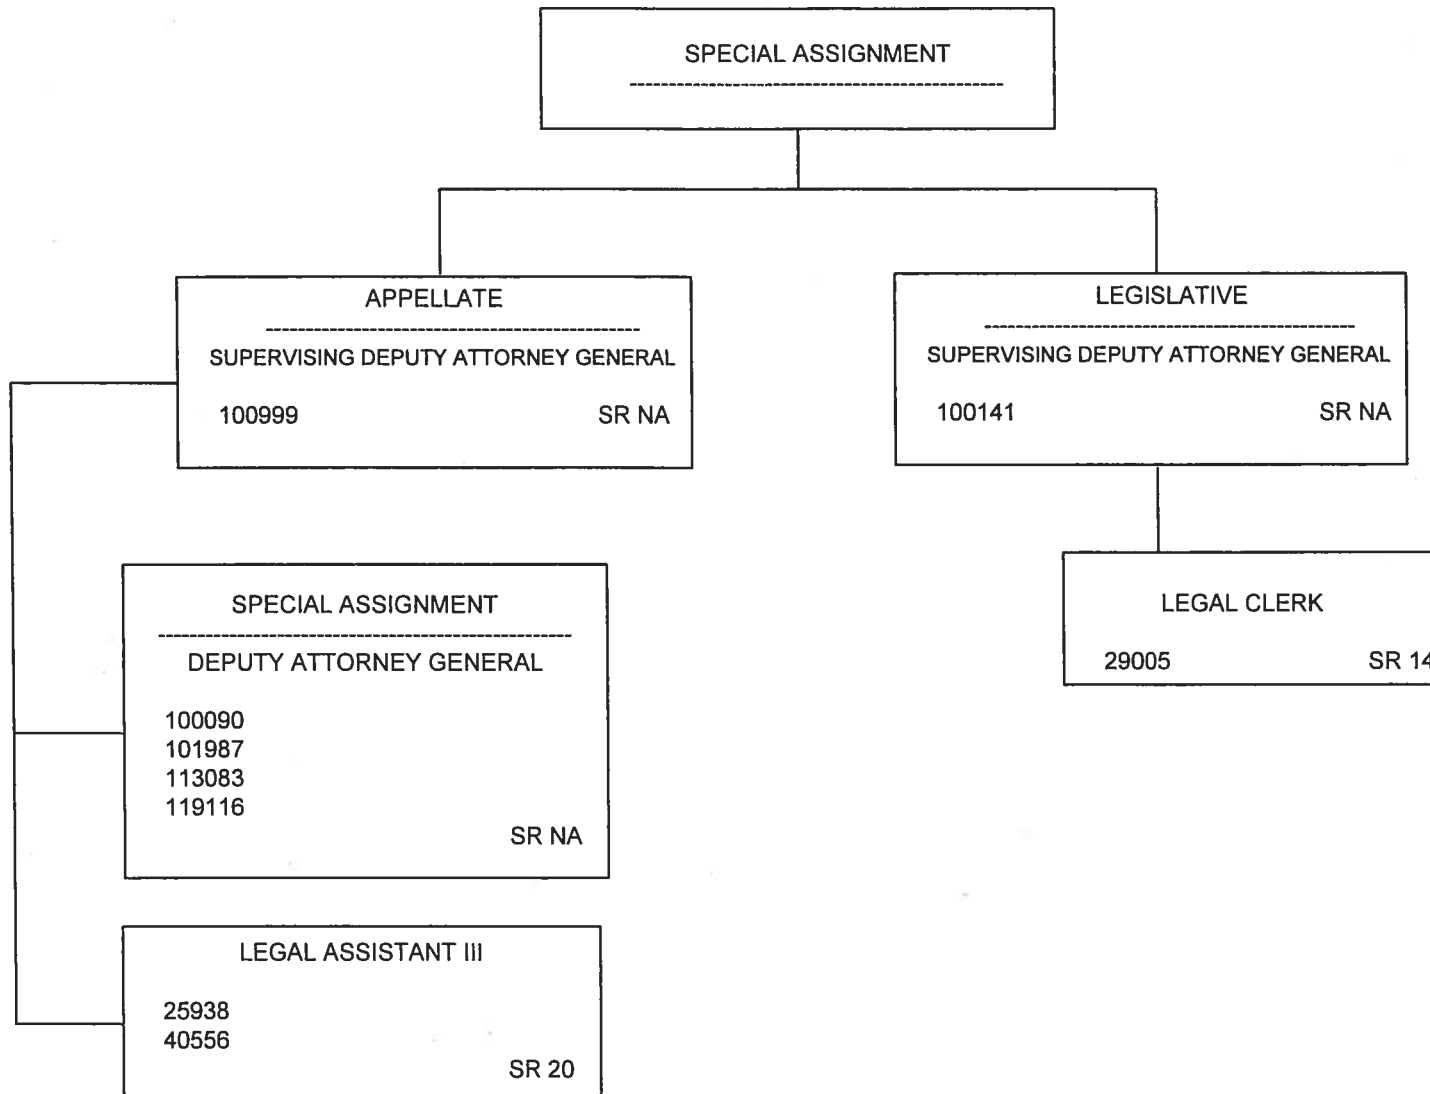 SPECIAL ASSIGNMENT
APPELLATE
SUPERVISING DEPUTY ATTORNEY GENERAL
100999 SR NA
LEGISLATIVE
SUPERVISING DEPUTY ATTORNEY GENERAL
100141 SR NA
SPECIAL ASSIGNMENT
DEPUTY ATTORNEY GENERAL
100090
101987
113083
119116
SR NA
LEGAL CLERK
29005 SR 14
LEGAL ASSISTANT III
25938
40556
SR 20